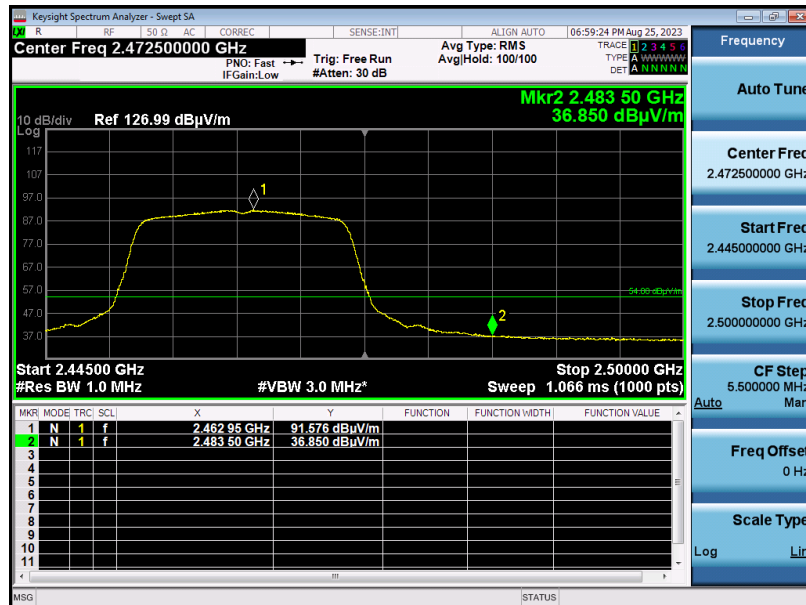 Keysight Spectrum Analyzer - Swept SA
LXI R RF 50 Ω AC CORREC SENSE:INT ALIGN AUTO 06:59:24 PM Aug 25, 2023
Center Freq 2.472500000 GHz
PNO: Fast
IFGain:Low
Trig: Free Run
#Atten: 30 dB
Avg Type: RMS
Avg|Hold: 100/100
TRACE 1 2 3 4 5 6
TYPE A WWWWW
DET A N N N N N
Mkr2 2.483 50 GHz
36.850 dBµV/m
10 dB/div Ref 126.99 dBµV/m
Log
117
107
97.0
87.0
77.0
67.0
57.0
47.0
37.0
1
54.00 dBµV/m
2
Start 2.44500 GHz Stop 2.50000 GHz
#Res BW 1.0 MHz #VBW 3.0 MHz* Sweep 1.066 ms (1000 pts)
MKR MODE TRC SCL X Y FUNCTION FUNCTION WIDTH FUNCTION VALUE
1 N 1 f 2.462 95 GHz 91.576 dBµV/m
2 N 1 f 2.483 50 GHz 36.850 dBµV/m
3
4
5
6
7
8
9
10
11
MSG STATUS
Frequency
Auto Tune
Center Freq
2.472500000 GHz
Start Freq
2.445000000 GHz
Stop Freq
2.500000000 GHz
CF Step
5.500000 MHz
Auto Man
Freq Offset
0 Hz
Scale Type
Log Lin